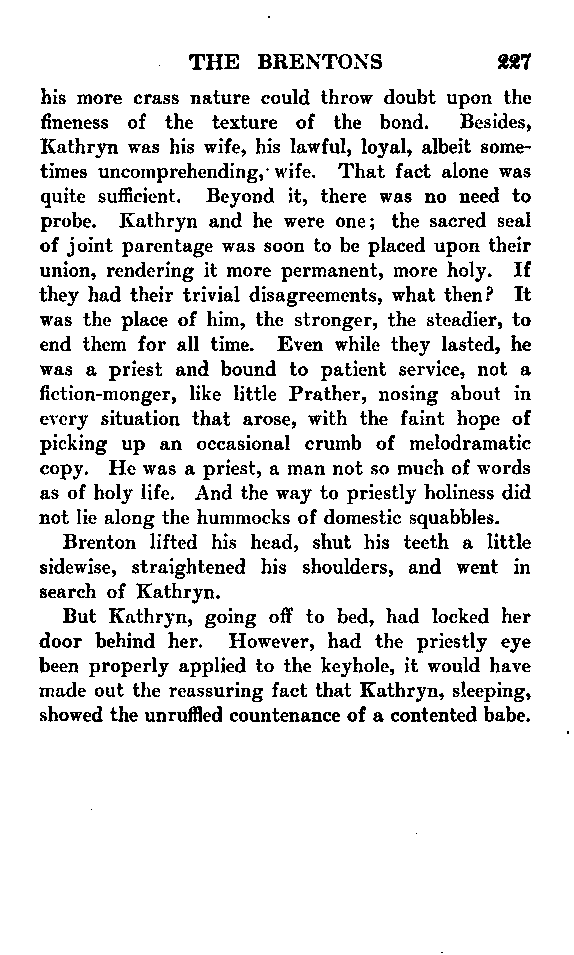 THE BRENTONS 227
his more crass nature could throw doubt upon the
fineness of the texture of the bond. Besides,
Kathryn was his wife, his lawful, loyal, albeit some-
times uncomprehending, wife. That fact alone was
quite sufficient. Beyond it, there was no need to
probe. Kathryn and he were one; the sacred seal
of joint parentage was soon to be placed upon their
union, rendering it more permanent, more holy. If
they had their trivial disagreements, what then? It
was the place of him, the stronger, the steadier, to
end them for all time. Even while they lasted, he
was a priest and bound to patient service, not a
fiction-monger, like little Prather, nosing about in
every situation that arose, with the faint hope of
picking up an occasional crumb of melodramatic
copy. He was a priest, a man not so much of words
as of holy life. And the way to priestly holiness did
not lie along the hummocks of domestic squabbles.
Brenton lifted his head, shut his teeth a little
sidewise, straightened his shoulders, and went in
search of Kathryn.
But Kathryn, going off to bed, had locked her
door behind her. However, had the priestly eye
been properly applied to the keyhole, it would have
made out the reassuring fact that Kathryn, sleeping,
showed the unruffled countenance of a contented babe.